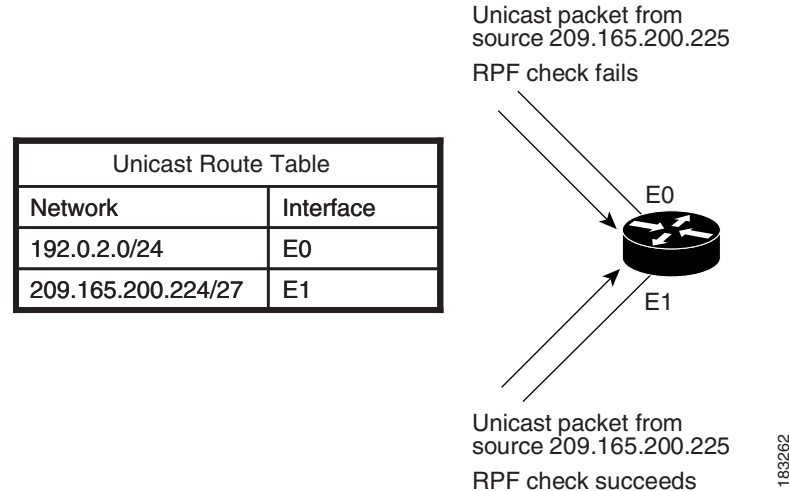 Unicast packet from
source 209.165.200.225
RPF check fails
Unicast Route Table
Network Interface
192.0.2.0/24 E0
209.165.200.224/27 E1
E0
E1
Unicast packet from
source 209.165.200.225
RPF check succeeds
183262